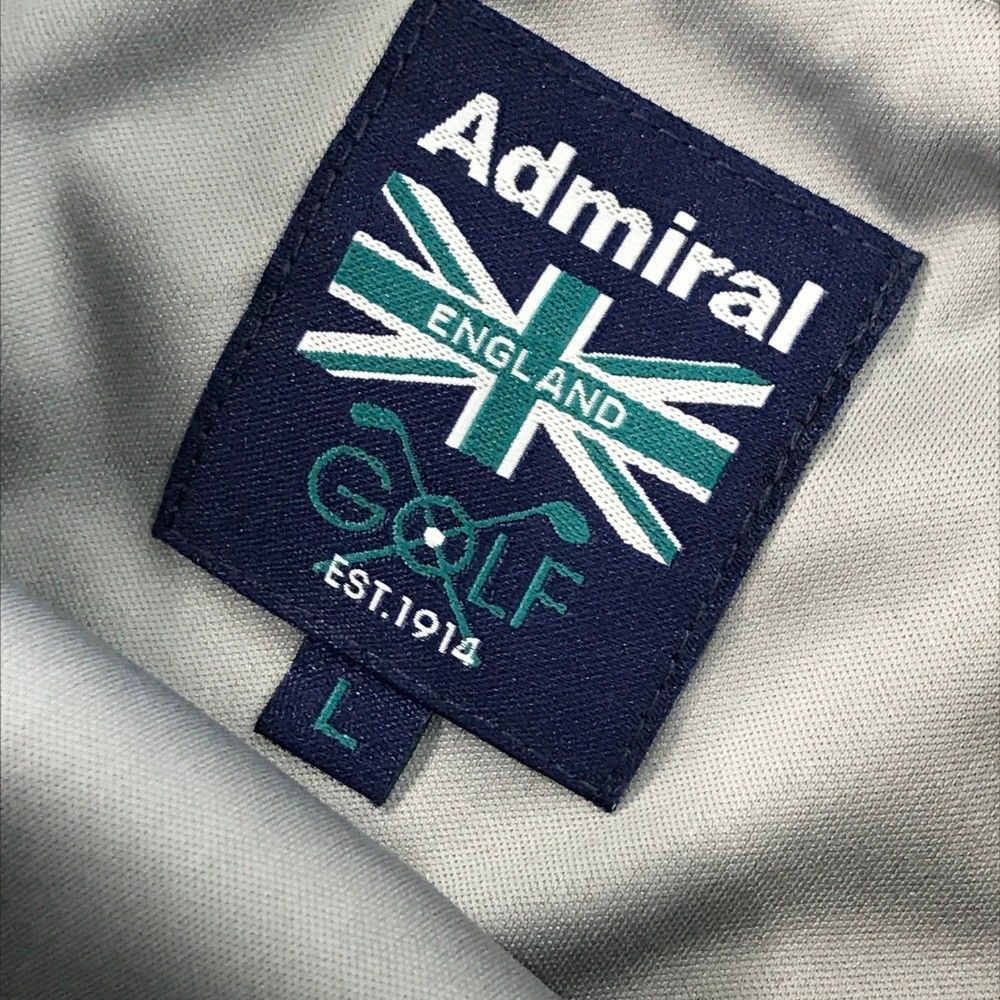 Admiral
ENGLAND
GOLF
EST.1914
L